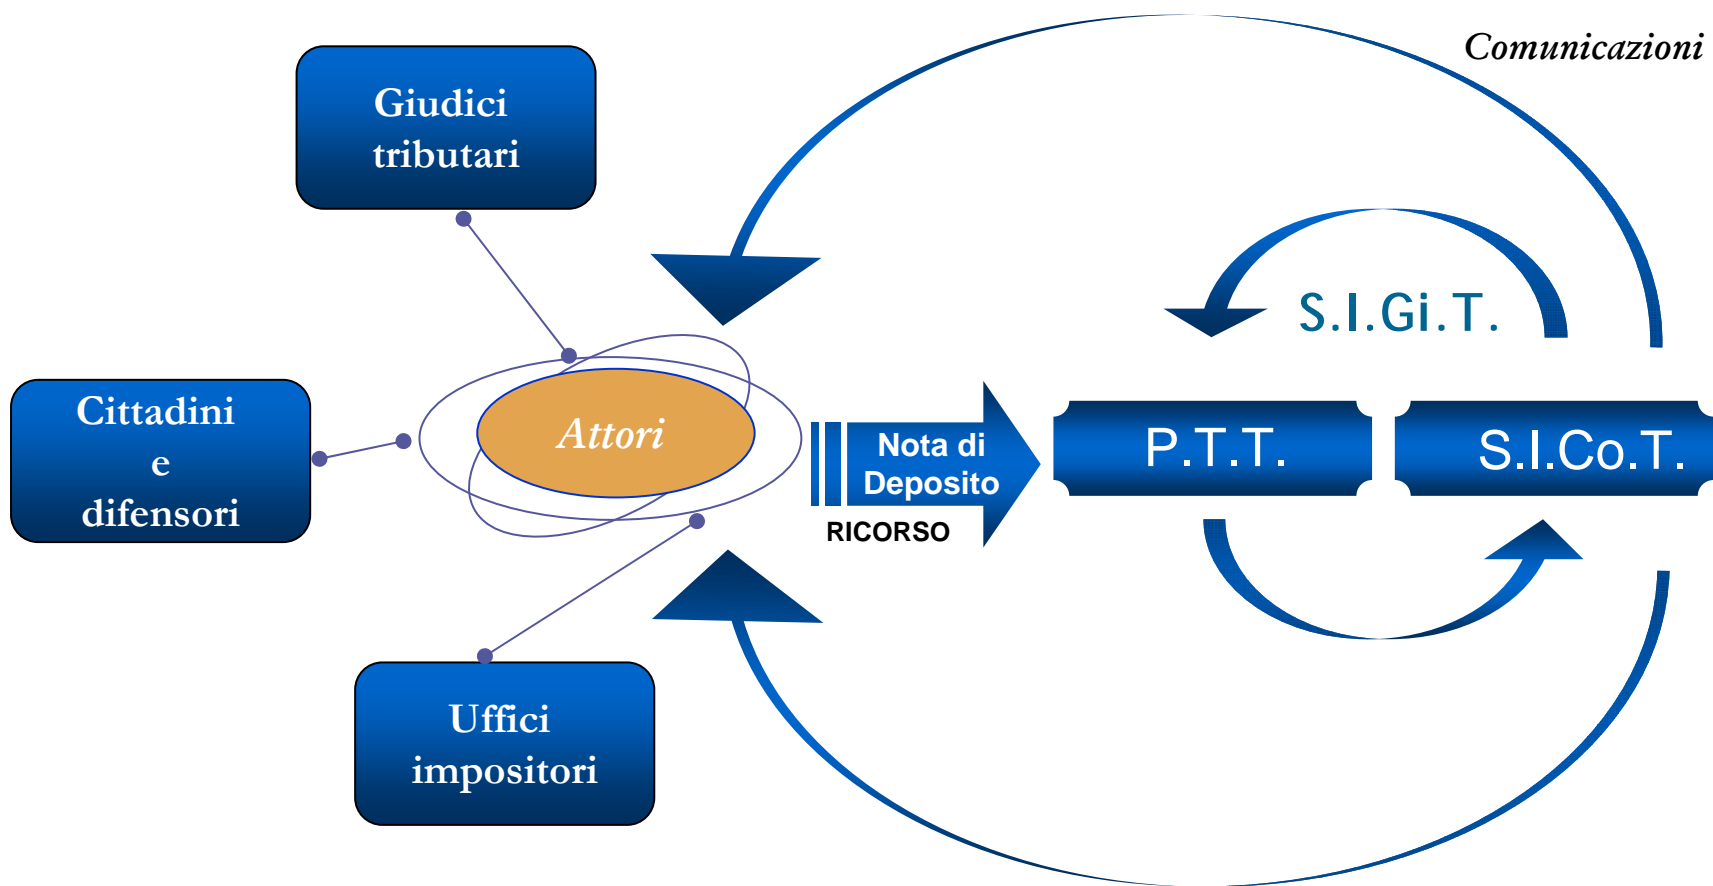 Comunicazioni
Giudici
tributari
S.I.Gi.T.
Cittadini
e
difensori
Attori
Nota di
Deposito
RICORSO
P.T.T.
S.I.Co.T.
Uffici
impositori